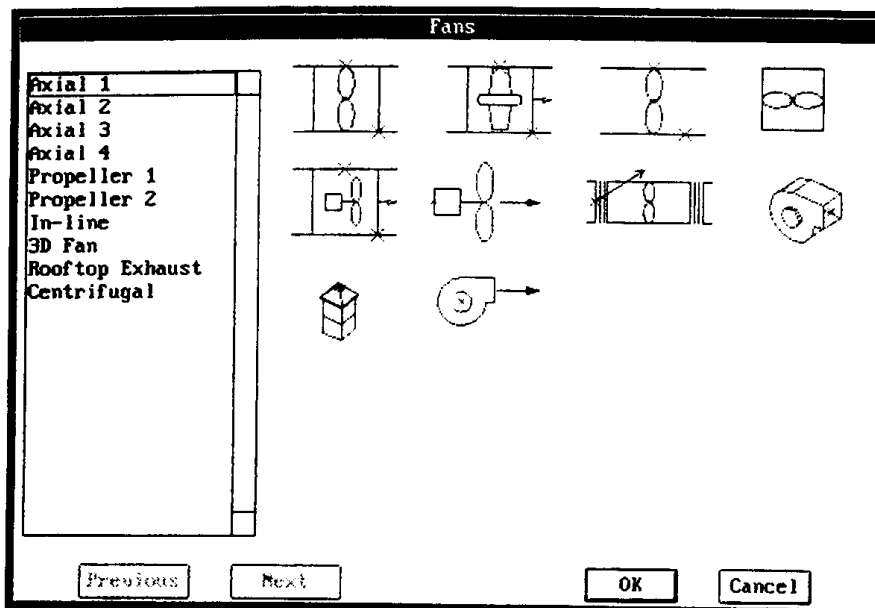 Fans
Axial 1
Axial 2
Axial 3
Axial 4
Propeller 1
Propeller 2
In-line
3D Fan
Rooftop Exhaust
Centrifugal
Previous
Next
OK
Cancel